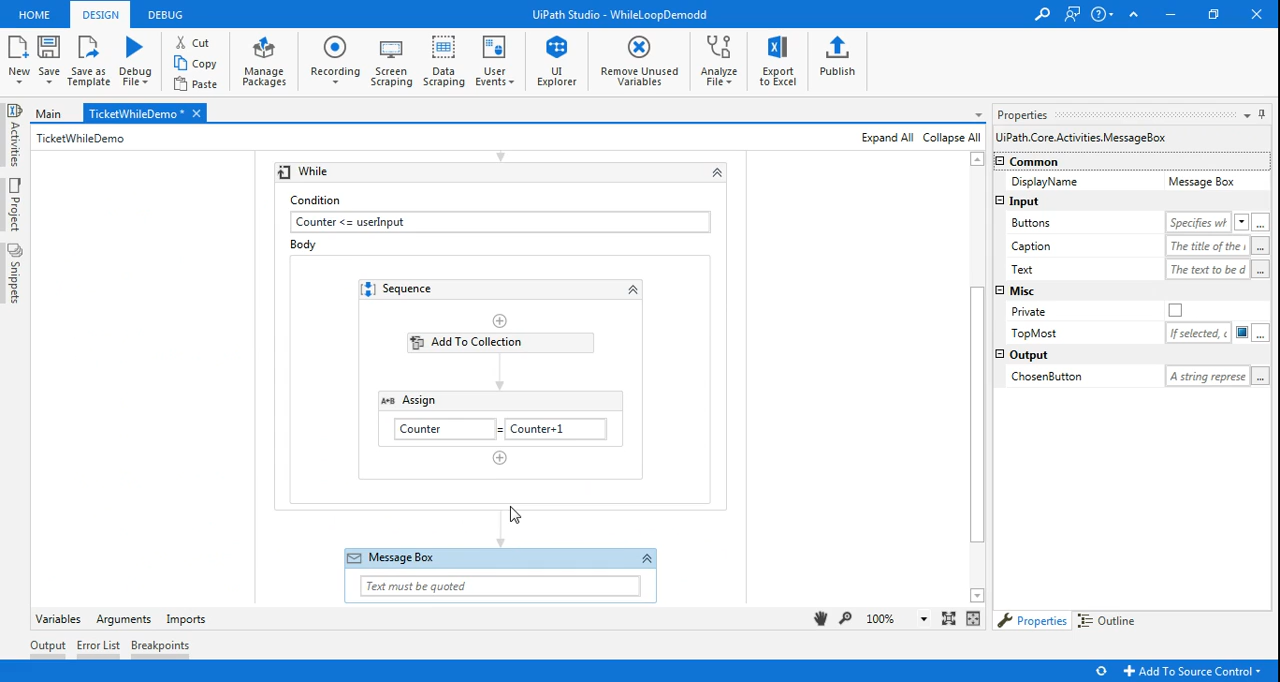 HOME DESIGN DEBUG UiPath Studio - WhileLoopDemodd
New Save Save as Template Debug File Cut Copy Paste Manage Packages Recording Screen Scraping Data Scraping User Events UI Explorer Remove Unused Variables Analyze File Export to Excel Publish
Main TicketWhileDemo * Properties
TicketWhileDemo Expand All Collapse All UiPath.Core.Activities.MessageBox
Activities
Project
Snippets
While
Condition
Counter <= userInput
Body
Sequence
Add To Collection
Assign
A+B
Counter = Counter+1
Message Box
Text must be quoted
Common
DisplayName Message Box
Input
Buttons Specifies wh ...
Caption The title of the ...
Text The text to be d ...
Misc
Private
TopMost If selected, ...
Output
ChosenButton A string represe ...
Variables Arguments Imports 100% Properties Outline
Output Error List Breakpoints
Add To Source Control